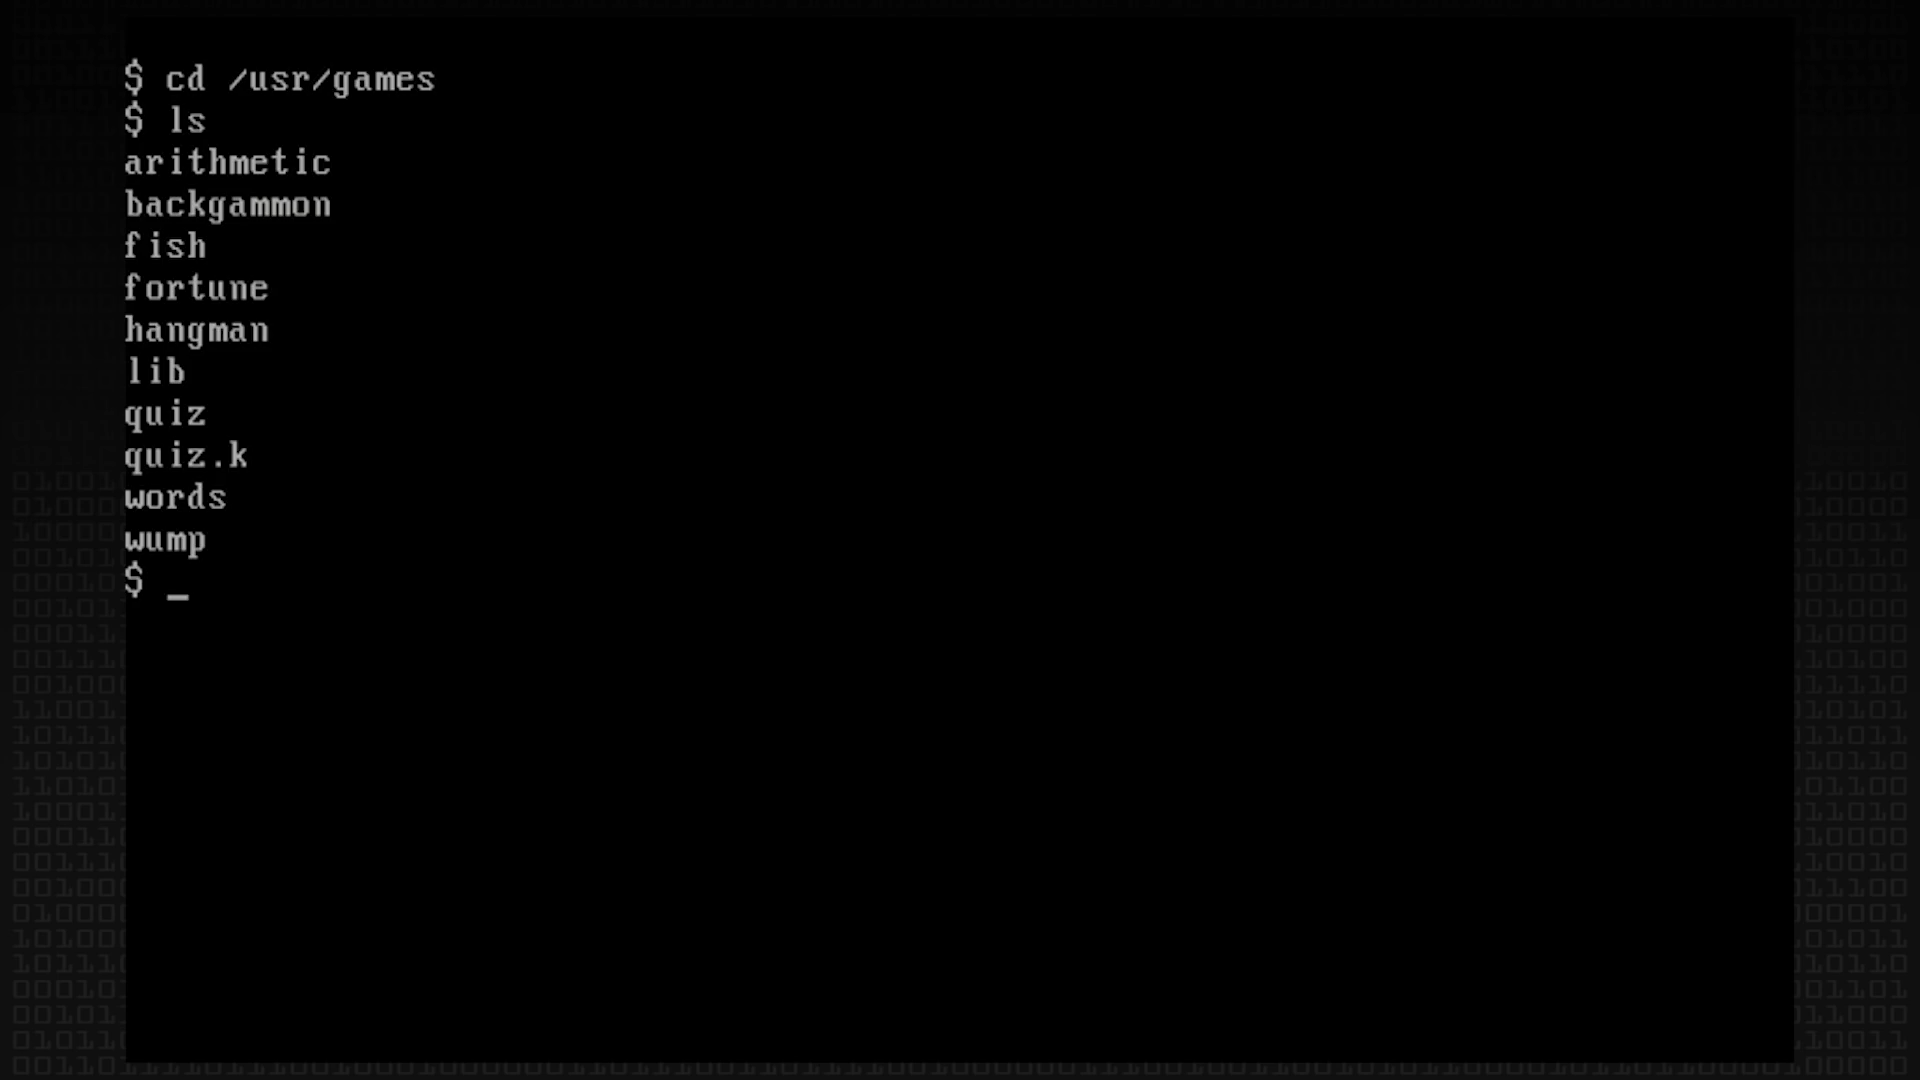 $ cd /usr/games
$ ls
arithmetic
backgammon
fish
fortune
hangman
lib
quiz
quiz.k
words
wump
$ _